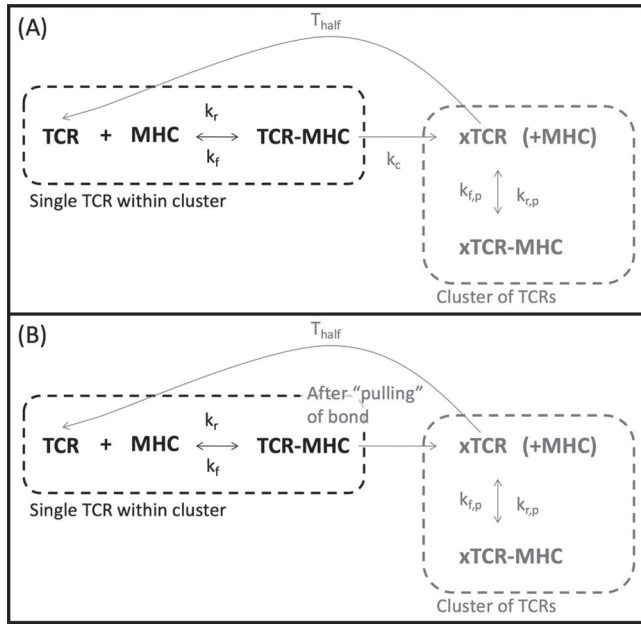 (A)
T_half
k_r
TCR + MHC TCR-MHC xTCR (+MHC)
k_f
k_c
k_f,p k_r,p
Single TCR within cluster
xTCR-MHC
Cluster of TCRs
(B)
T_half
After “pulling”
of bond
k_r
TCR + MHC TCR-MHC xTCR (+MHC)
k_f
k_f,p k_r,p
Single TCR within cluster
xTCR-MHC
Cluster of TCRs